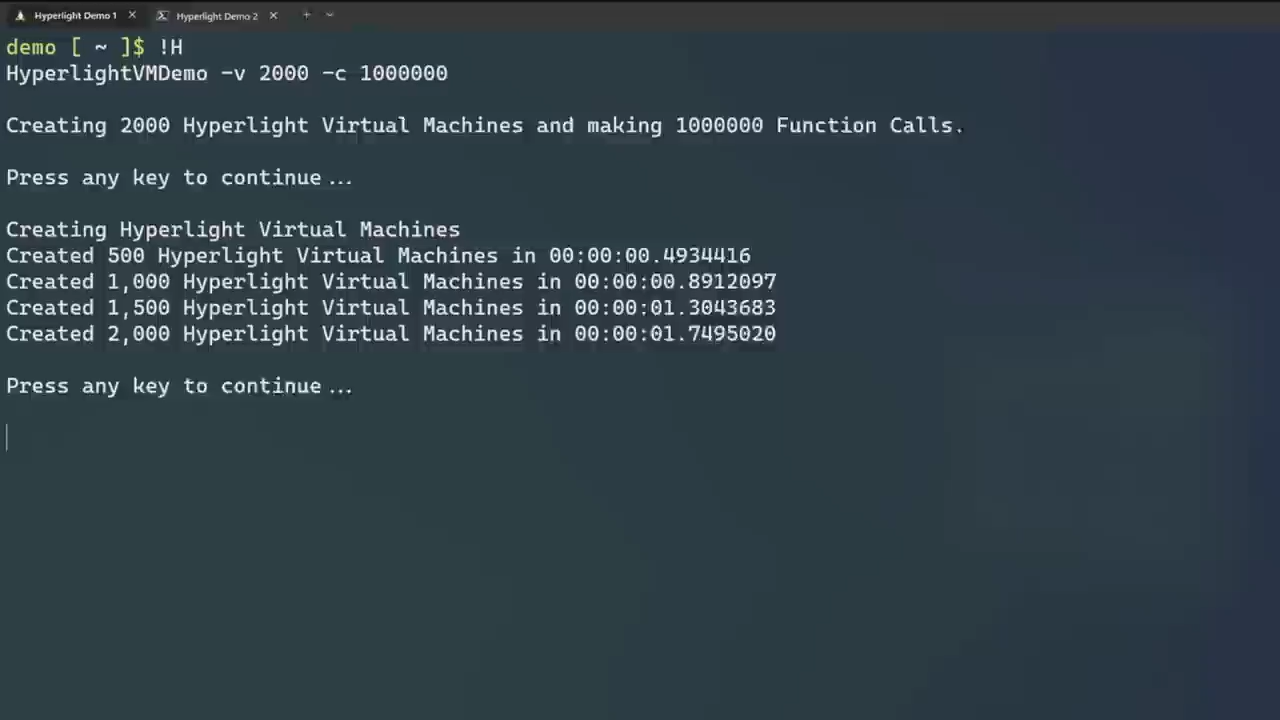 Hyperlight Demo 1
Hyperlight Demo 2
demo [ ~ ]$ !H
HyperlightVMDemo -v 2000 -c 1000000
Creating 2000 Hyperlight Virtual Machines and making 1000000 Function Calls.
Press any key to continue...
Creating Hyperlight Virtual Machines
Created 500 Hyperlight Virtual Machines in 00:00:00.4934416
Created 1,000 Hyperlight Virtual Machines in 00:00:00.8912097
Created 1,500 Hyperlight Virtual Machines in 00:00:01.3043683
Created 2,000 Hyperlight Virtual Machines in 00:00:01.7495020
Press any key to continue...